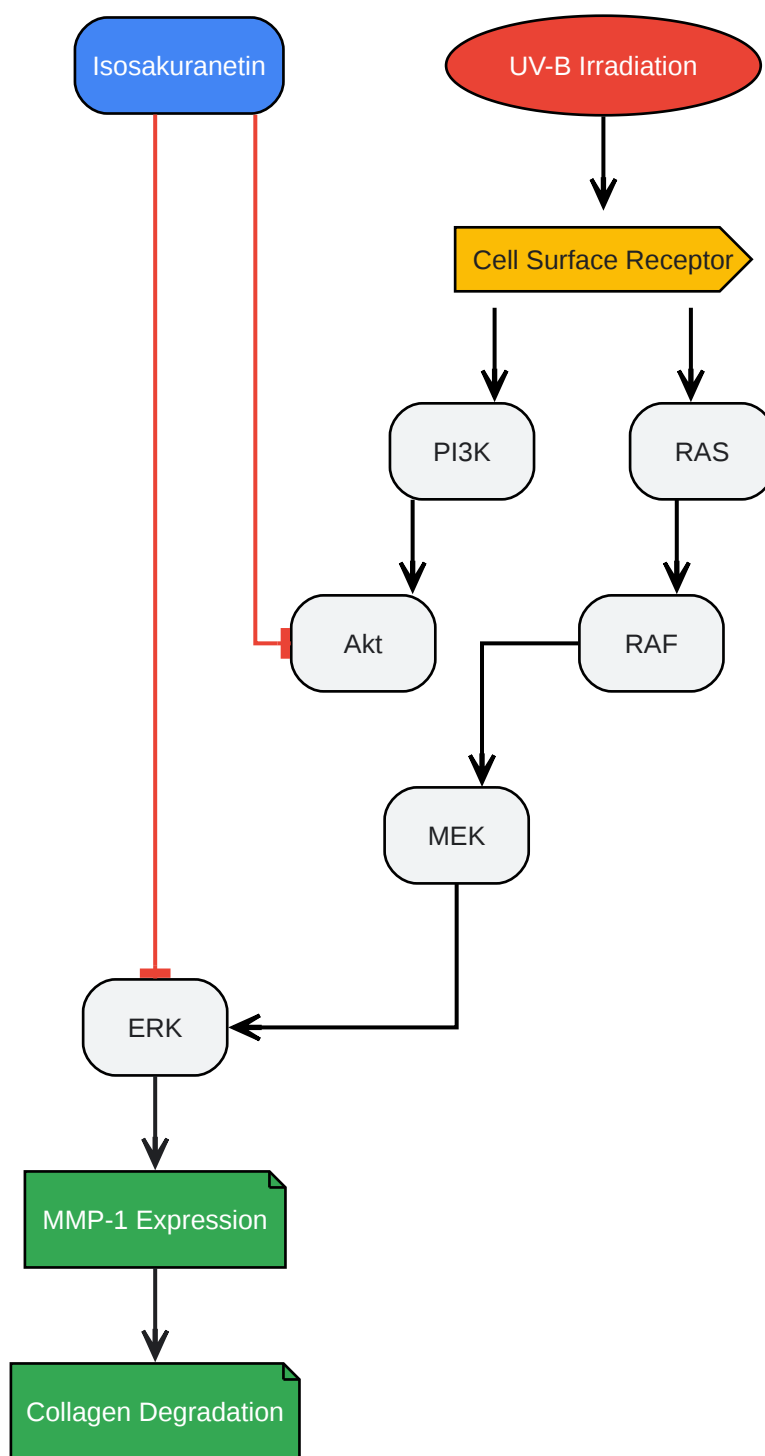 Isosakuranetin
UV-B Irradiation
Cell Surface Receptor
PI3K
RAS
Akt
RAF
MEK
ERK
MMP-1 Expression
Collagen Degradation